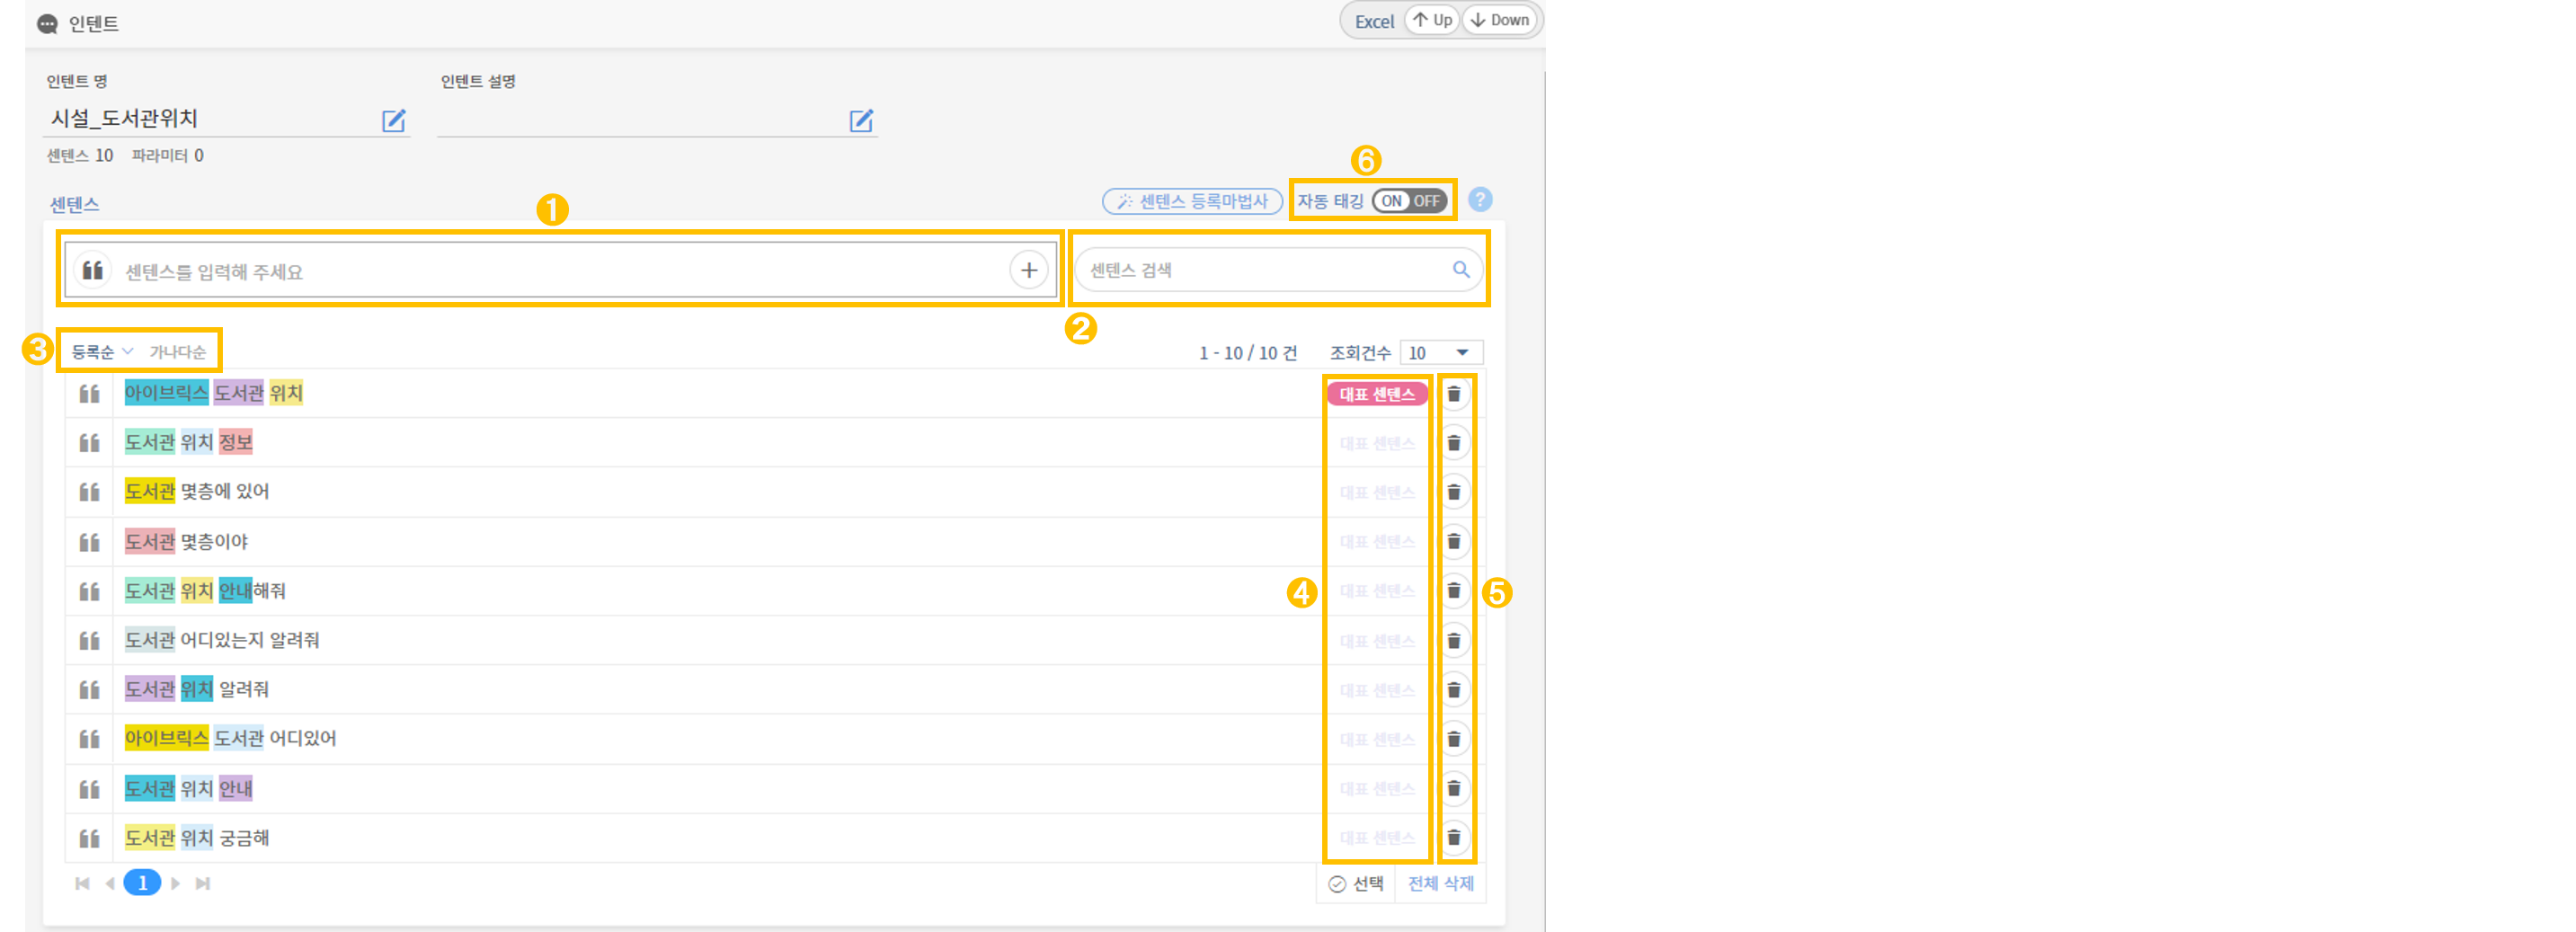 인텐트
Excel Up Down
인텐트 명 인텐트 설명
시설_도서관위치
센텐스 10 파라미터 0
6
센텐스 1 센텐스 등록마법사 자동 태깅 ON OFF ?
센텐스를 입력해 주세요 + 센텐스 검색
2
3 등록순 가나다순 1 - 10 / 10 건 조회건수 10
아이브릭스 도서관 위치 대표 센텐스
도서관 위치 정보 대표 센텐스
도서관 몇층에 있어 대표 센텐스
도서관 몇층이야 대표 센텐스
도서관 위치 안내해줘 4 대표 센텐스 5
도서관 어디있는지 알려줘 대표 센텐스
도서관 위치 알려줘 대표 센텐스
아이브릭스 도서관 어디있어 대표 센텐스
도서관 위치 안내 대표 센텐스
도서관 위치 궁금해 대표 센텐스
1 선택 전체 삭제